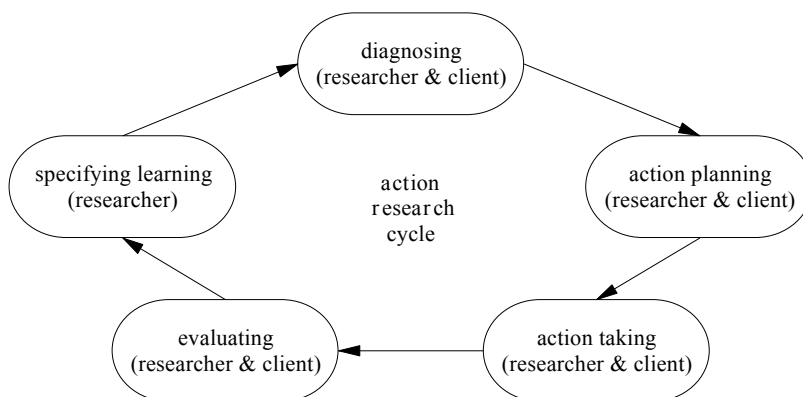 diagnosing
(researcher & client)
specifying learning
(researcher)
action
research
cycle
action planning
(researcher & client)
evaluating
(researcher & client)
action taking
(researcher & client)